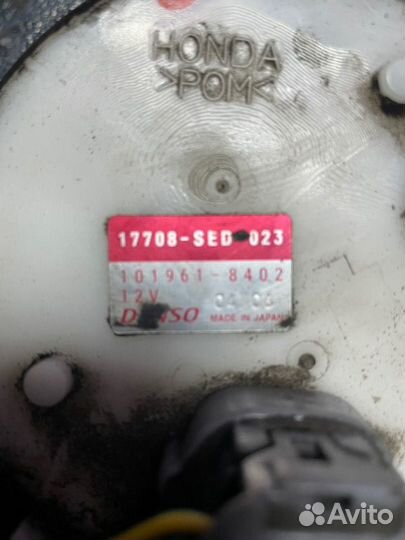 HONDA
>POM<
17708-SED-023
101961-8402
12V 04 06
DENSO MADE IN JAPAN
Avito